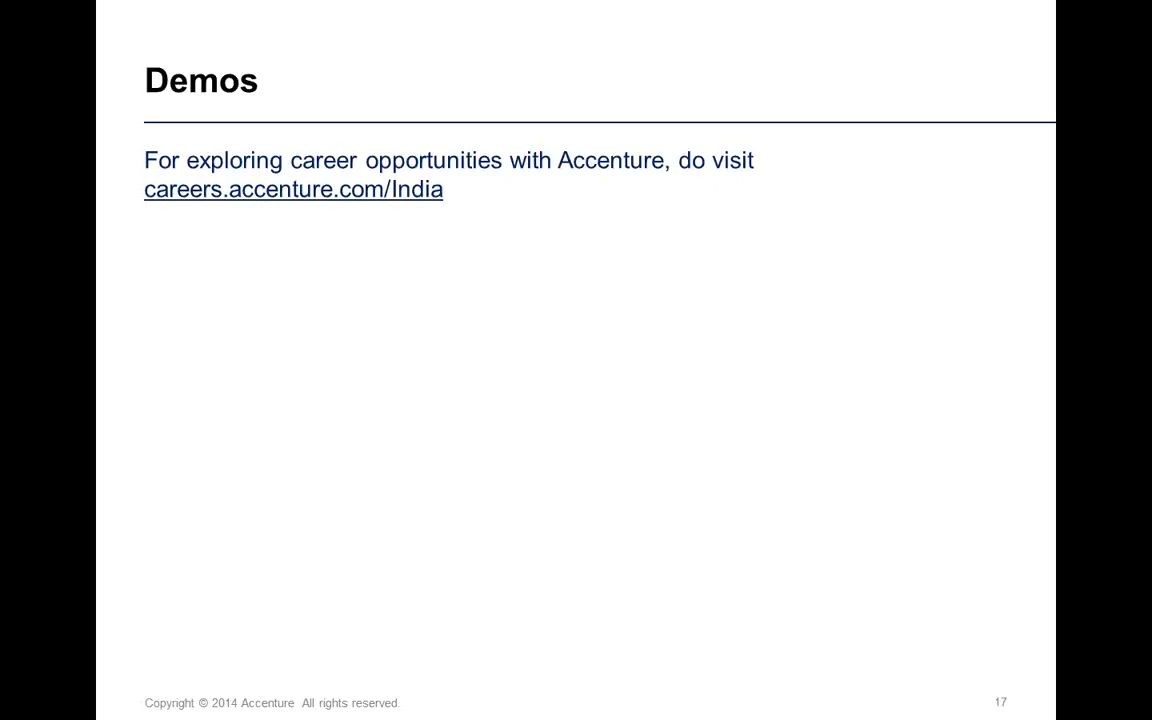 Demos
For exploring career opportunities with Accenture, do visit
careers.accenture.com/India
Copyright © 2014 Accenture All rights reserved.
17